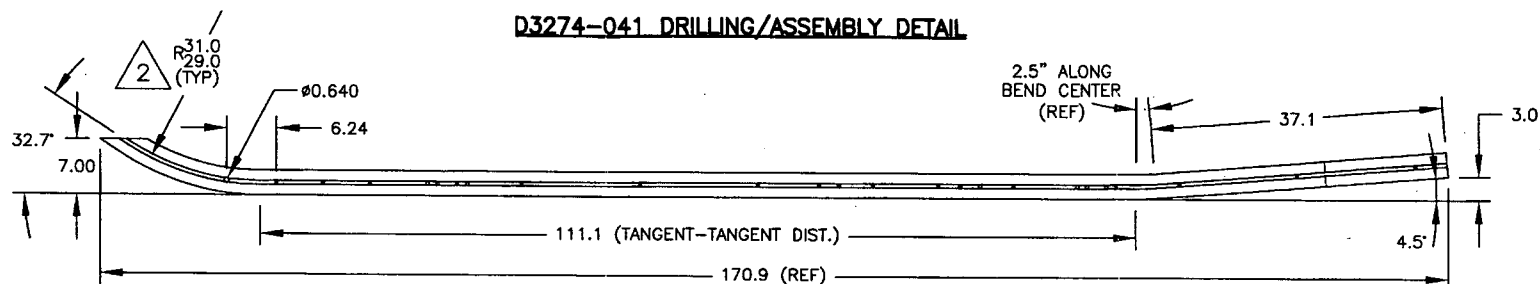 D3274-041 DRILLING/ASSEMBLY DETAIL
2
R31.0
29.0
(TYP)
ø0.640
6.24
32.7°
7.00
2.5" ALONG
BEND CENTER
(REF)
37.1
3.0
111.1 (TANGENT-TANGENT DIST.)
4.5°
170.9 (REF)